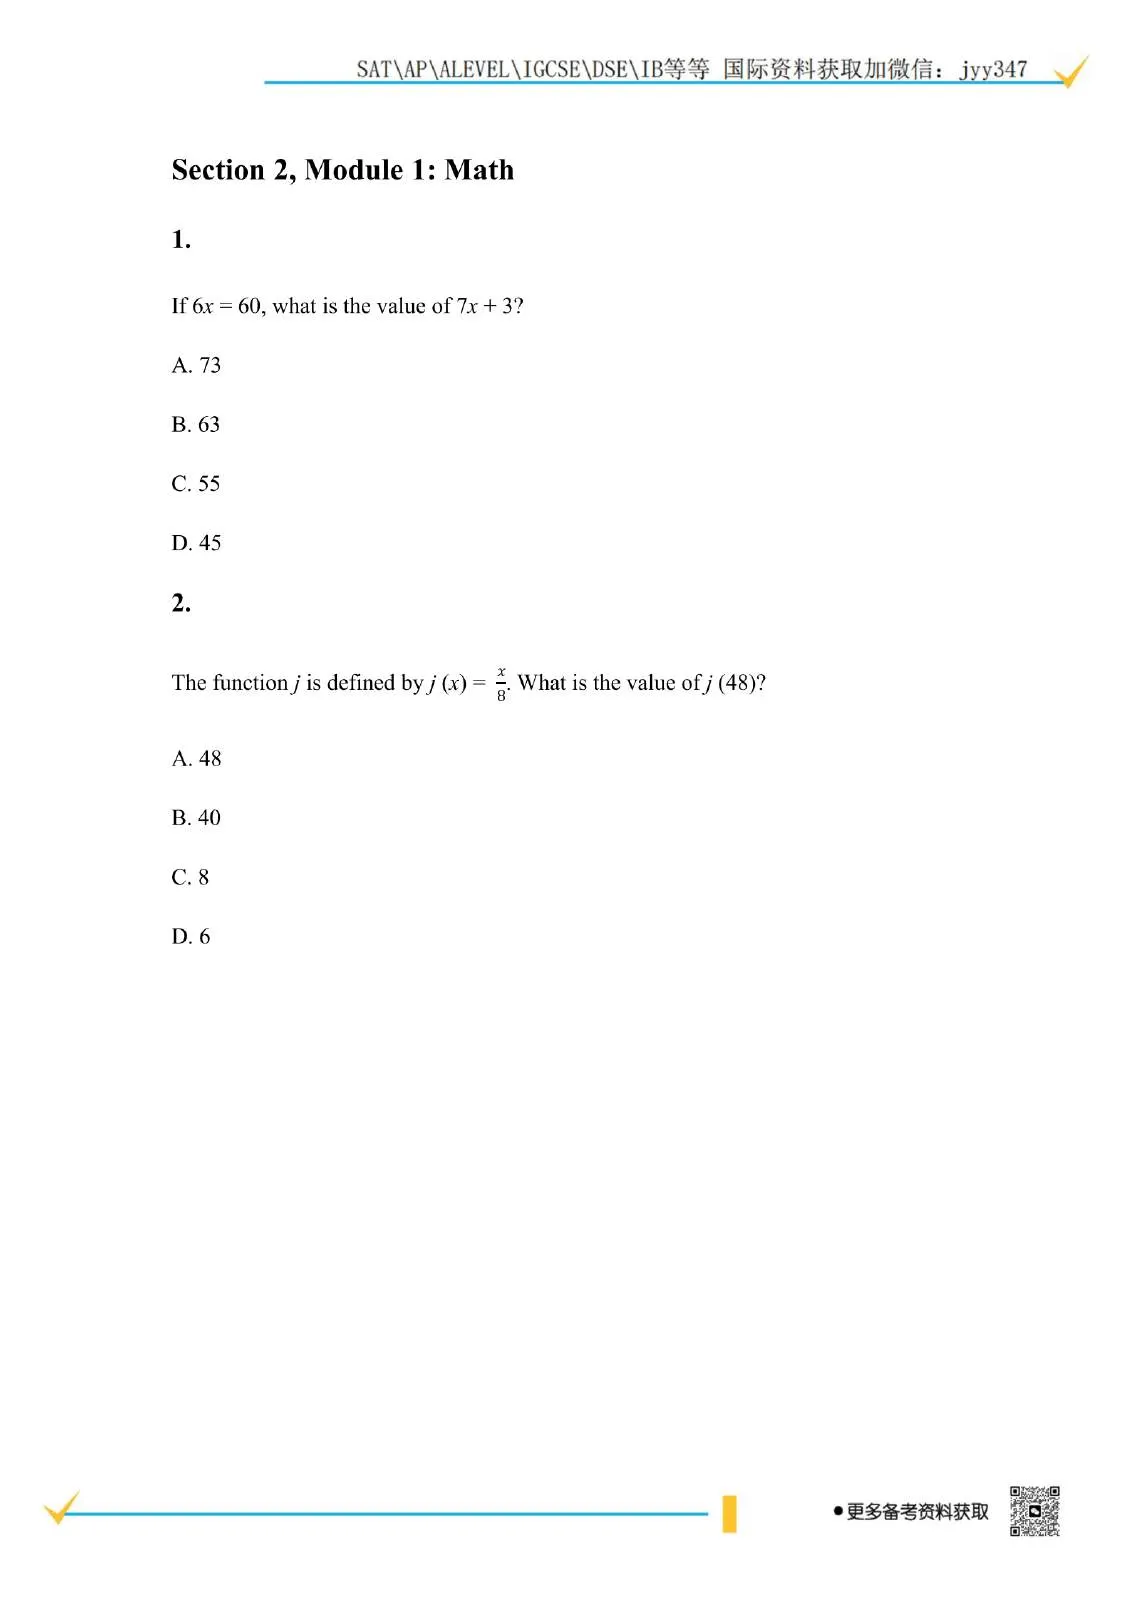 SAT\AP\ALEVEL\IGCSE\DSE\IB等等 国际资料获取加微信：jyy347
Section 2, Module 1: Math
1.
If 6x = 60, what is the value of 7x + 3?
A. 73
B. 63
C. 55
D. 45
2.
The function j is defined by j (x) = x/8. What is the value of j (48)?
A. 48
B. 40
C. 8
D. 6
●更多备考资料获取